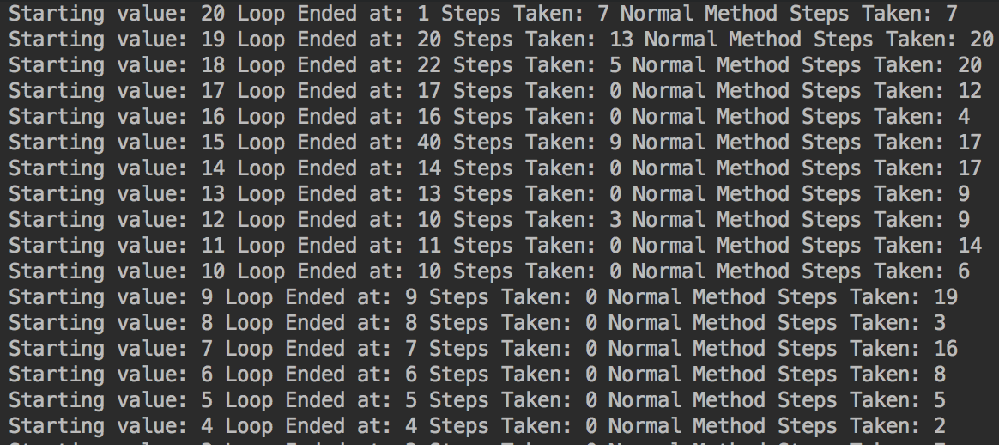 Starting value: 20 Loop Ended at: 1 Steps Taken: 7 Normal Method Steps Taken: 7
Starting value: 19 Loop Ended at: 20 Steps Taken: 13 Normal Method Steps Taken: 20
Starting value: 18 Loop Ended at: 22 Steps Taken: 5 Normal Method Steps Taken: 20
Starting value: 17 Loop Ended at: 17 Steps Taken: 0 Normal Method Steps Taken: 12
Starting value: 16 Loop Ended at: 16 Steps Taken: 0 Normal Method Steps Taken: 4
Starting value: 15 Loop Ended at: 40 Steps Taken: 9 Normal Method Steps Taken: 17
Starting value: 14 Loop Ended at: 14 Steps Taken: 0 Normal Method Steps Taken: 17
Starting value: 13 Loop Ended at: 13 Steps Taken: 0 Normal Method Steps Taken: 9
Starting value: 12 Loop Ended at: 10 Steps Taken: 3 Normal Method Steps Taken: 9
Starting value: 11 Loop Ended at: 11 Steps Taken: 0 Normal Method Steps Taken: 14
Starting value: 10 Loop Ended at: 10 Steps Taken: 0 Normal Method Steps Taken: 6
Starting value: 9 Loop Ended at: 9 Steps Taken: 0 Normal Method Steps Taken: 19
Starting value: 8 Loop Ended at: 8 Steps Taken: 0 Normal Method Steps Taken: 3
Starting value: 7 Loop Ended at: 7 Steps Taken: 0 Normal Method Steps Taken: 16
Starting value: 6 Loop Ended at: 6 Steps Taken: 0 Normal Method Steps Taken: 8
Starting value: 5 Loop Ended at: 5 Steps Taken: 0 Normal Method Steps Taken: 5
Starting value: 4 Loop Ended at: 4 Steps Taken: 0 Normal Method Steps Taken: 2